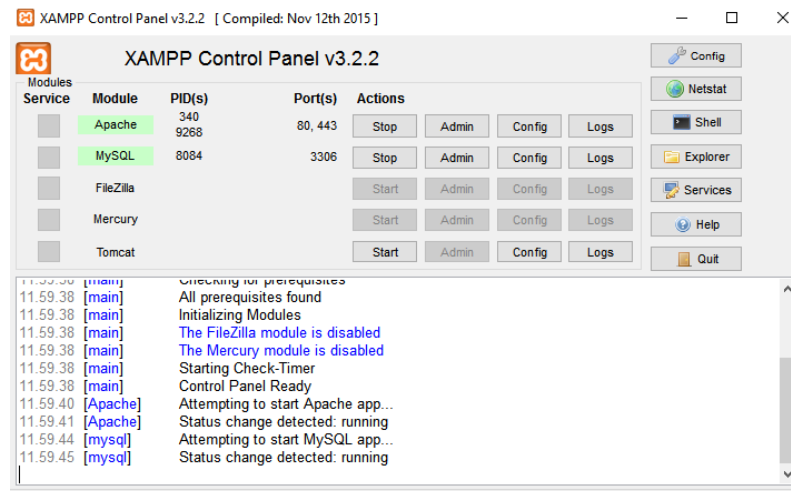 XAMPP Control Panel v3.2.2 [ Compiled: Nov 12th 2015 ]
XAMPP Control Panel v3.2.2
Config
Modules
Service Module PID(s) Port(s) Actions
Netstat
Apache 340 9268 80, 443 Stop Admin Config Logs
Shell
MySQL 8084 3306 Stop Admin Config Logs
Explorer
FileZilla Start Admin Config Logs
Services
Mercury Start Admin Config Logs
Help
Tomcat Start Admin Config Logs
Quit
11.59.38 [main] Checking for prerequisites
11.59.38 [main] All prerequisites found
11.59.38 [main] Initializing Modules
11.59.38 [main] The FileZilla module is disabled
11.59.38 [main] The Mercury module is disabled
11.59.38 [main] Starting Check-Timer
11.59.38 [main] Control Panel Ready
11.59.40 [Apache] Attempting to start Apache app...
11.59.41 [Apache] Status change detected: running
11.59.44 [mysql] Attempting to start MySQL app...
11.59.45 [mysql] Status change detected: running